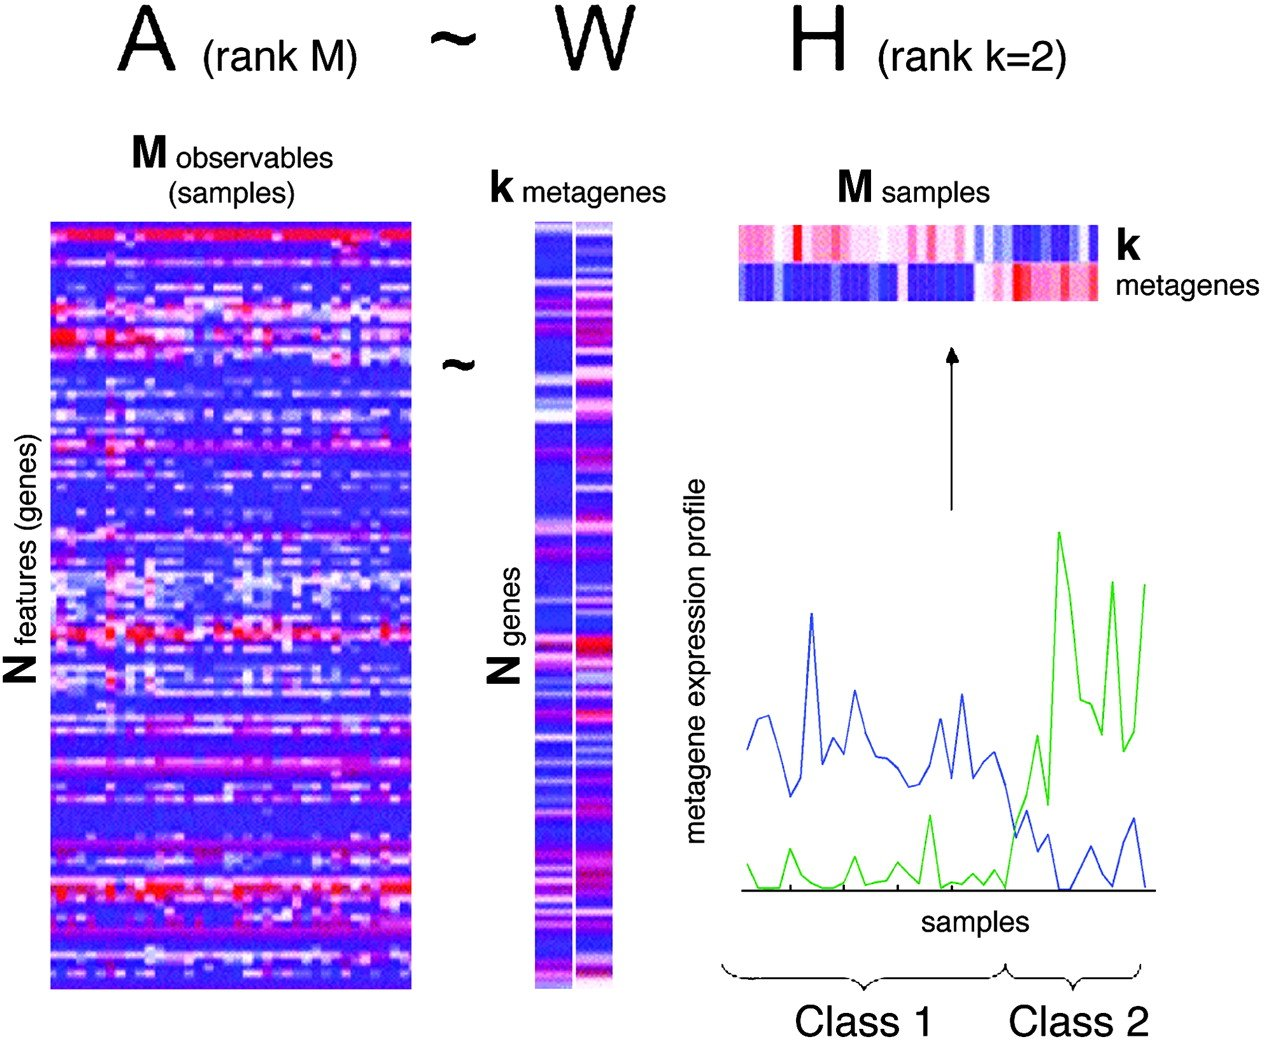 A (rank M) ~ W H (rank k=2)
M observables
(samples)
k metagenes
M samples
k
metagenes
~
N features (genes)
N genes
metagene expression profile
samples
Class 1
Class 2